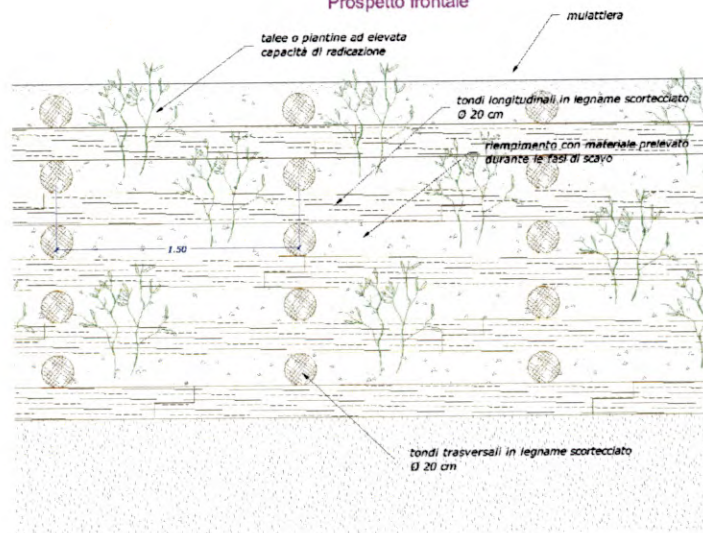 Prospetto frontale
mulattiera
talee o piantine ad elevata
capacità di radicazione
tondi longitudinali in legname scortecciato
Ø 20 cm
riempimento con materiale prelevato
durante le fasi di scavo
1.50
tondi trasversali in legname scortecciato
Ø 20 cm